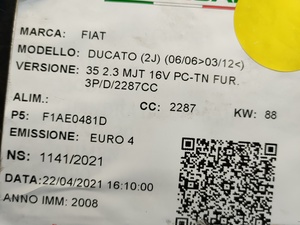 MARCA: FIAT
MODELLO: DUCATO (2J) (06/06>03/12<)
VERSIONE: 35 2.3 MJT 16V PC-TN FUR.
3P/D/2287CC
ALIM.:
CC: 2287 KW: 88
P5: F1AE0481D
EMISSIONE: EURO 4
NS: 1141/2021
DATA:22/04/2021 16:10:00
ANNO IMM: 2008